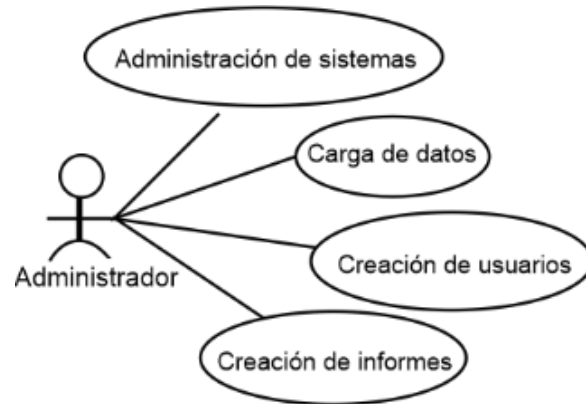 Administración de sistemas
Carga de datos
Creación de usuarios
Administrador
Creación de informes